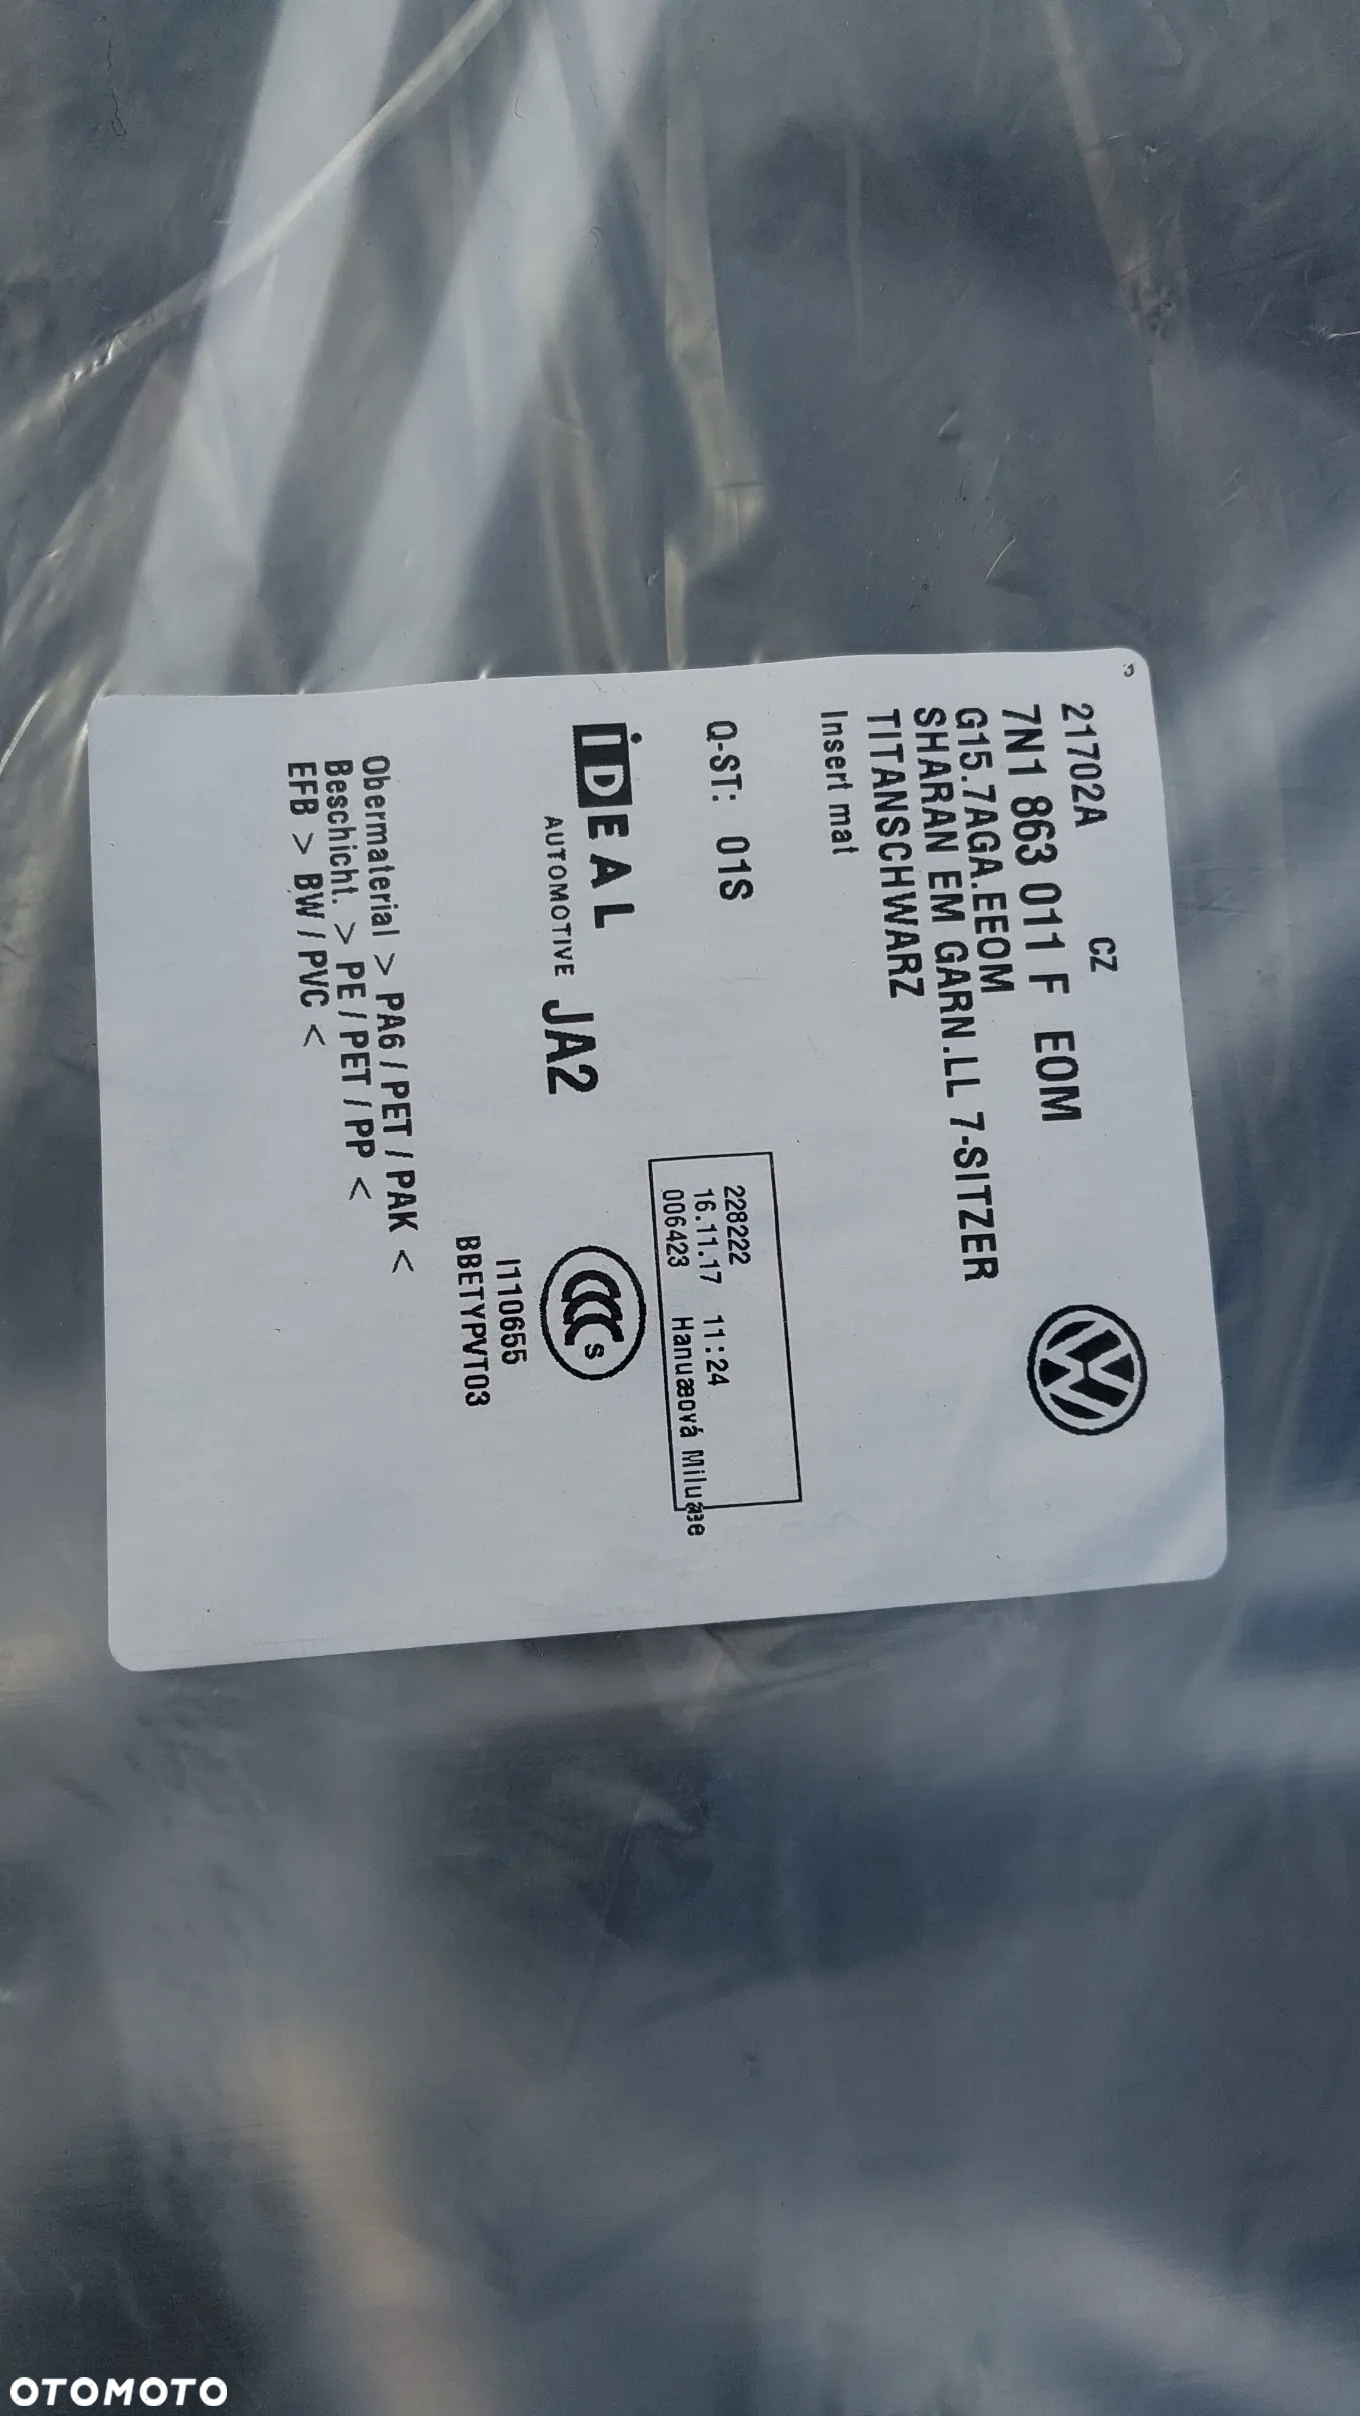 21702A CZ
7N1 863 011 F EOM
G15.7AGA.EEOM
SHARAN EM GARN.LL 7-SITZER
TITANSCHWARZ
Insert mat
Q-ST: 01S
228222
16.11.17 11:24
006423
IDEAL
AUTOMOTIVE JA2
S
I110655
BBETYPVT03
Obermaterial > PA6 / PET / PAK <
Beschicht. > PE / PET / PP <
EFB > BW / PVC <
OTOMOTO